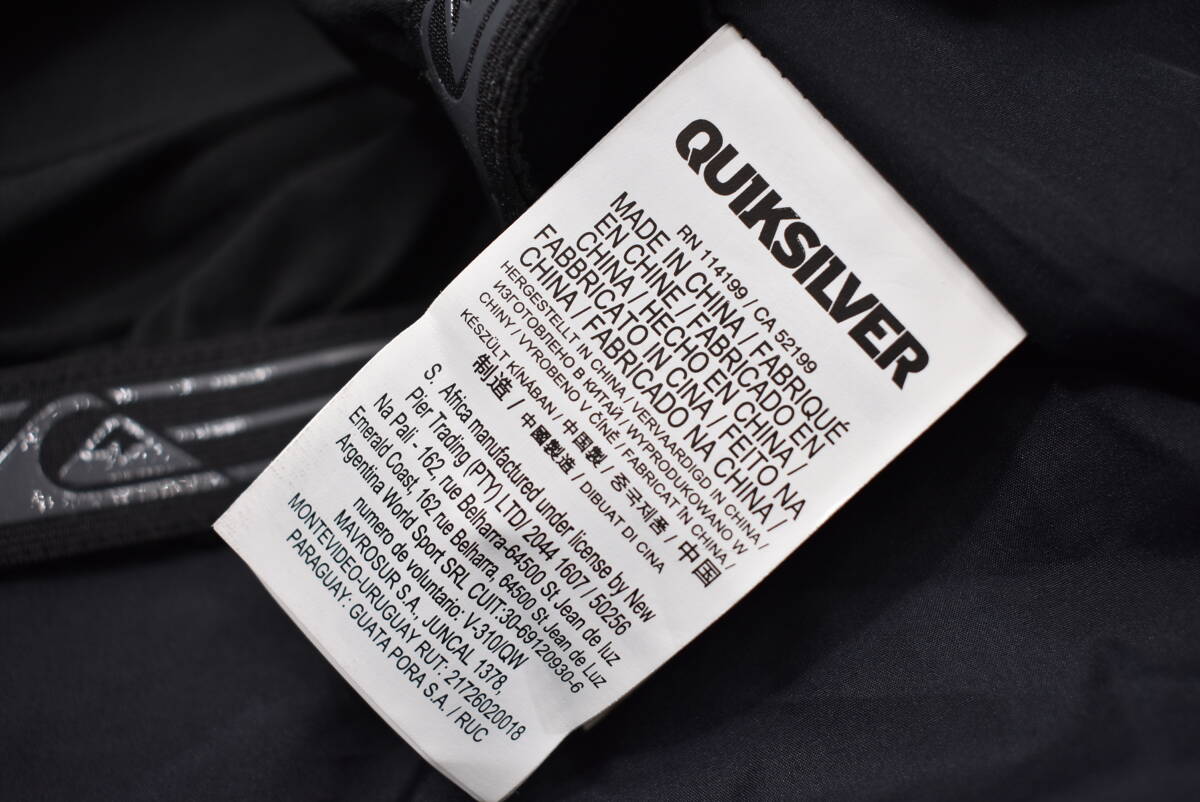 QUIKSILVER
RN 114199 / CA 52199
MADE IN CHINA / FABRIQUÉ
EN CHINE / FABRICADO EN
CHINA / HECHO EN CHINA /
FABBRICATO IN CINA / FEITO NA
CHINA / FABRICADO NA CHINA /
HERGESTELLT IN CHINA / VERVARDIGD IN CHINA /
ИЗГОТОВЛЕНО В КИТАЙ / WYPRODUKOWANO W
CHINY / VYROBENO V ČÍNĚ / FABRICAT IN CHINA /
KÉSZÜLT KÍNÁBAN / 中国製 / 중국제품 / 中国
制造 / 中國製造 / DIBUAT DI CINA
S. Africa manufactured under license by New
Pier Trading (PTY) LTD/ 2044 1607 / 50256
Na Pali - 162, rue Belharra-64500 St Jean de luz
Emerald Coast, 162 rue Belharra, 64500 St Jean de Luz
Argentina World Sport SRL CUIT:30-69120930-6
numero de voluntario: V-310/QW
MAVROSUR S.A., JUNCAL 1378,
MONTEVIDEO-URUGUAY RUT: 21726020018
PARAGUAY: GUATA PORA S.A. / RUC